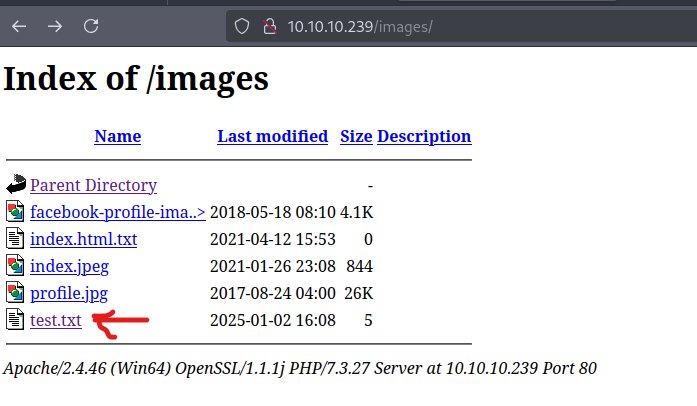 10.10.10.239/images/
Index of /images
Name Last modified Size Description
Parent Directory -
facebook-profile-ima..> 2018-05-18 08:10 4.1K
index.html.txt 2021-04-12 15:53 0
index.jpeg 2021-01-26 23:08 844
profile.jpg 2017-08-24 04:00 26K
test.txt 2025-01-02 16:08 5
Apache/2.4.46 (Win64) OpenSSL/1.1.1j PHP/7.3.27 Server at 10.10.10.239 Port 80